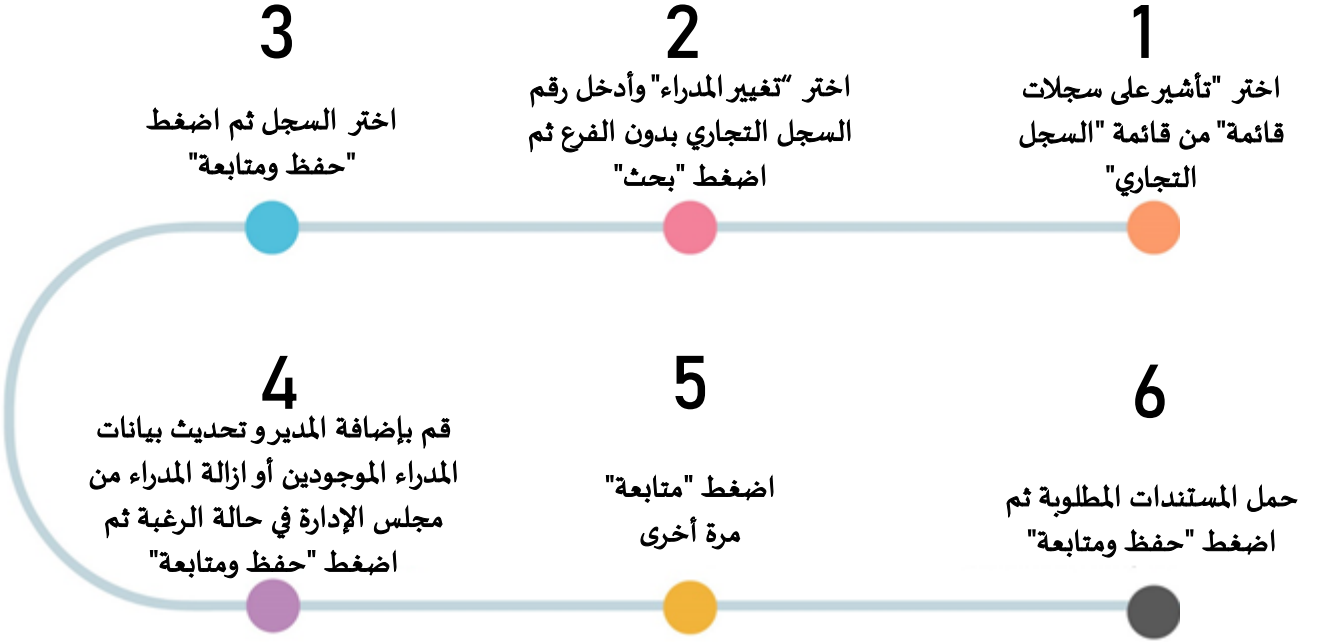 1
اختر "تأشير على سجلات
قائمة" من قائمة "السجل
التجاري"
2
اختر “تغيير المدراء" وأدخل رقم
السجل التجاري بدون الفرع ثم
اضغط "بحث"
3
اختر السجل ثم اضغط
"حفظ ومتابعة"
4
قم بإضافة المدير و تحديث بيانات
المدراء الموجودين أو ازالة المدراء من
مجلس الإدارة في حالة الرغبة ثم
اضغط "حفظ ومتابعة"
5
اضغط "متابعة"
مرة أخرى
6
حمل المستندات المطلوبة ثم
اضغط "حفظ ومتابعة"